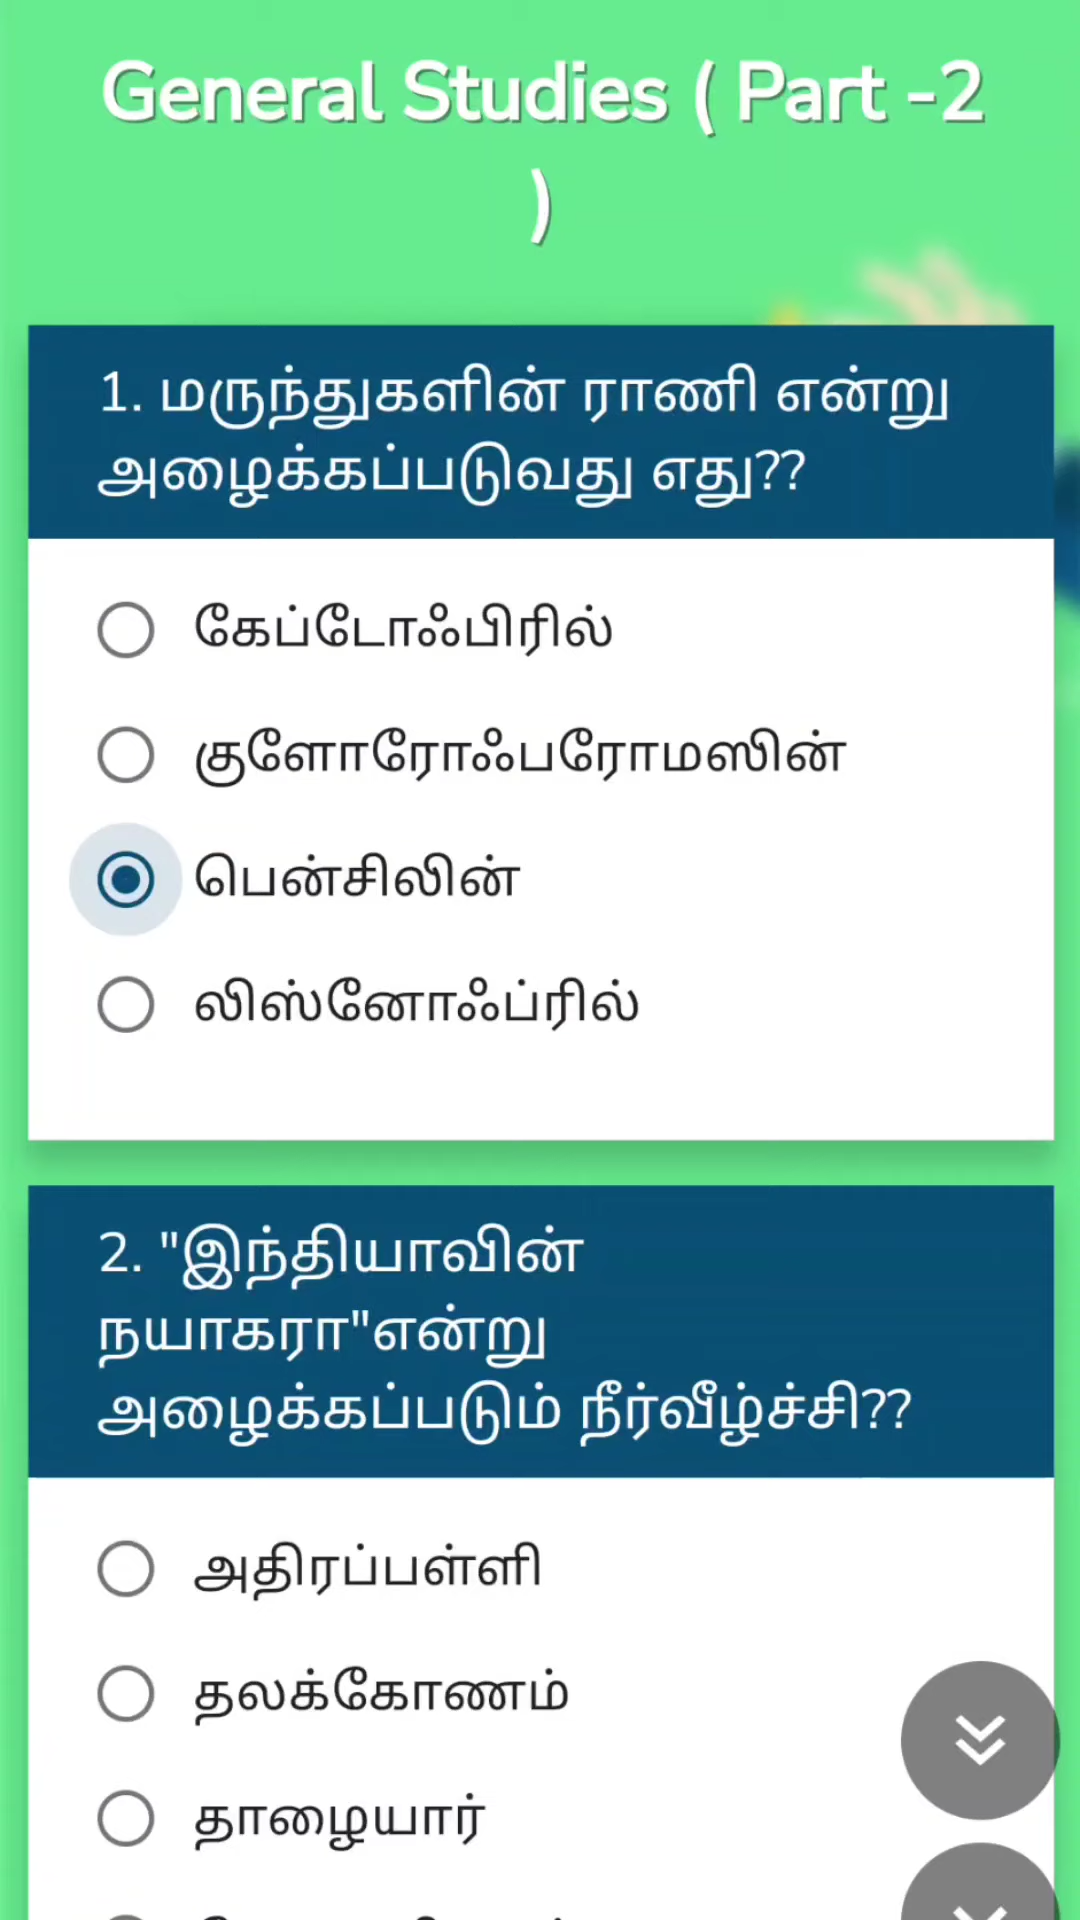 General Studies ( Part -2
)
1. மருந்துகளின் ராணி என்று
அழைக்கப்படுவது எது??
கேப்டோஃபிரில்
குளோரோஃபரோமஸின்
பென்சிலின்
லிஸ்னோஃப்ரில்
2. "இந்தியாவின்
நயாகரா"என்று
அழைக்கப்படும் நீர்வீழ்ச்சி??
அதிரப்பள்ளி
தலக்கோணம்
தாழையார்